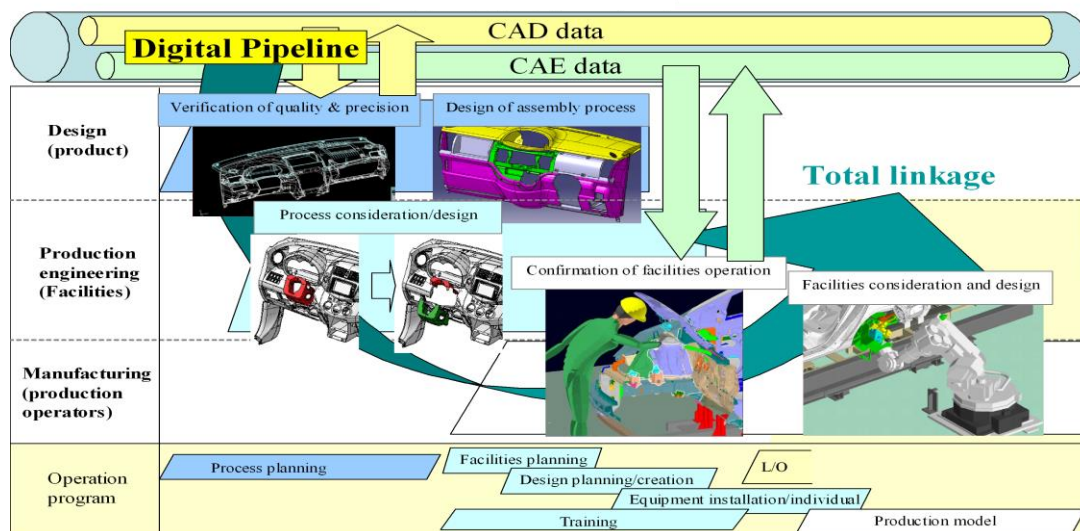 CAD data
Digital Pipeline
CAE data
Verification of quality & precision
Design of assembly process
Design
(product)
Total linkage
Process consideration/design
Production
engineering
(Facilities)
Confirmation of facilities operation
Facilities consideration and design
Manufacturing
(production
operators)
Operation
program
Process planning
Facilities planning
L/O
Design planning/creation
Equipment installation/individual
Training
Production model